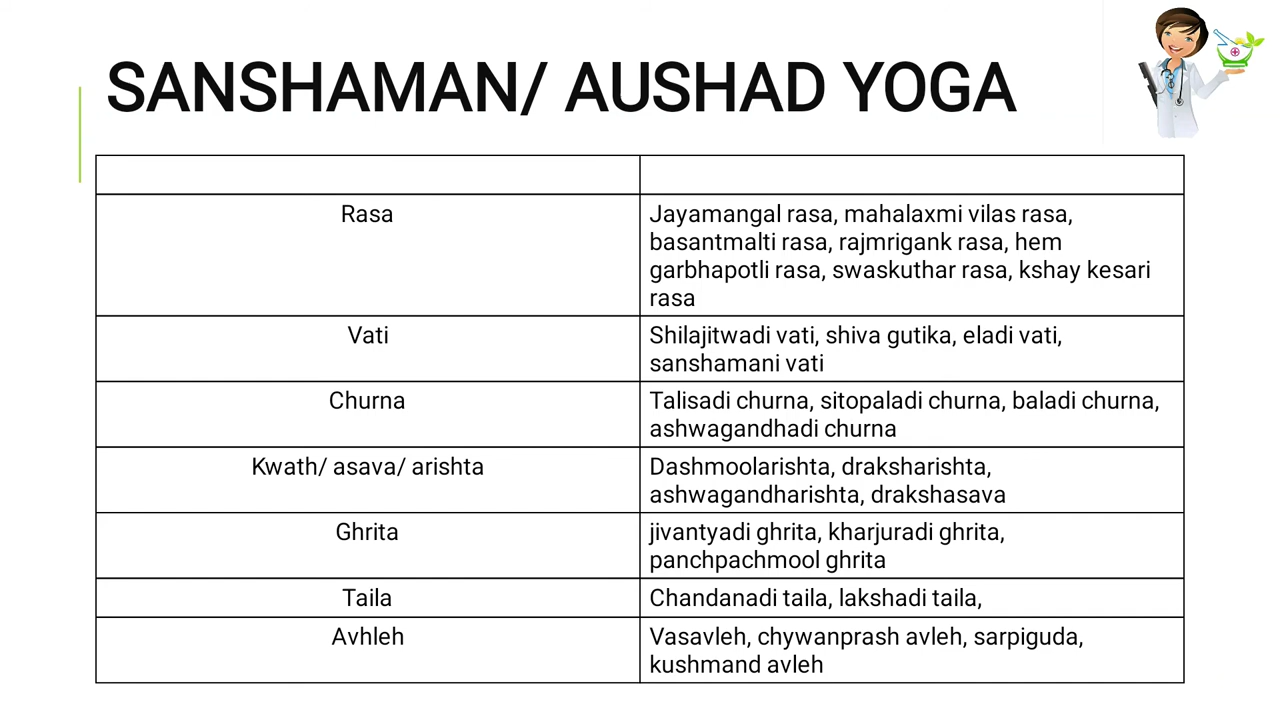 SANSHAMAN/ AUSHAD YOGA
Rasa
Jayamangal rasa, mahalaxmi vilas rasa,
basantmalti rasa, rajmrigank rasa, hem
garbhapotli rasa, swaskuthar rasa, kshay kesari
rasa
Vati
Shilajitwadi vati, shiva gutika, eladi vati,
sanshamani vati
Churna
Talisadi churna, sitopaladi churna, baladi churna,
ashwagandhadi churna
Kwath/ asava/ arishta
Dashmoolarishta, draksharishta,
ashwagandharishta, drakshasava
Ghrita
jivantyadi ghrita, kharjuradi ghrita,
panchpachmool ghrita
Taila
Chandanadi taila, lakshadi taila,
Avhleh
Vasavleh, chywanprash avleh, sarpiguda,
kushmand avleh